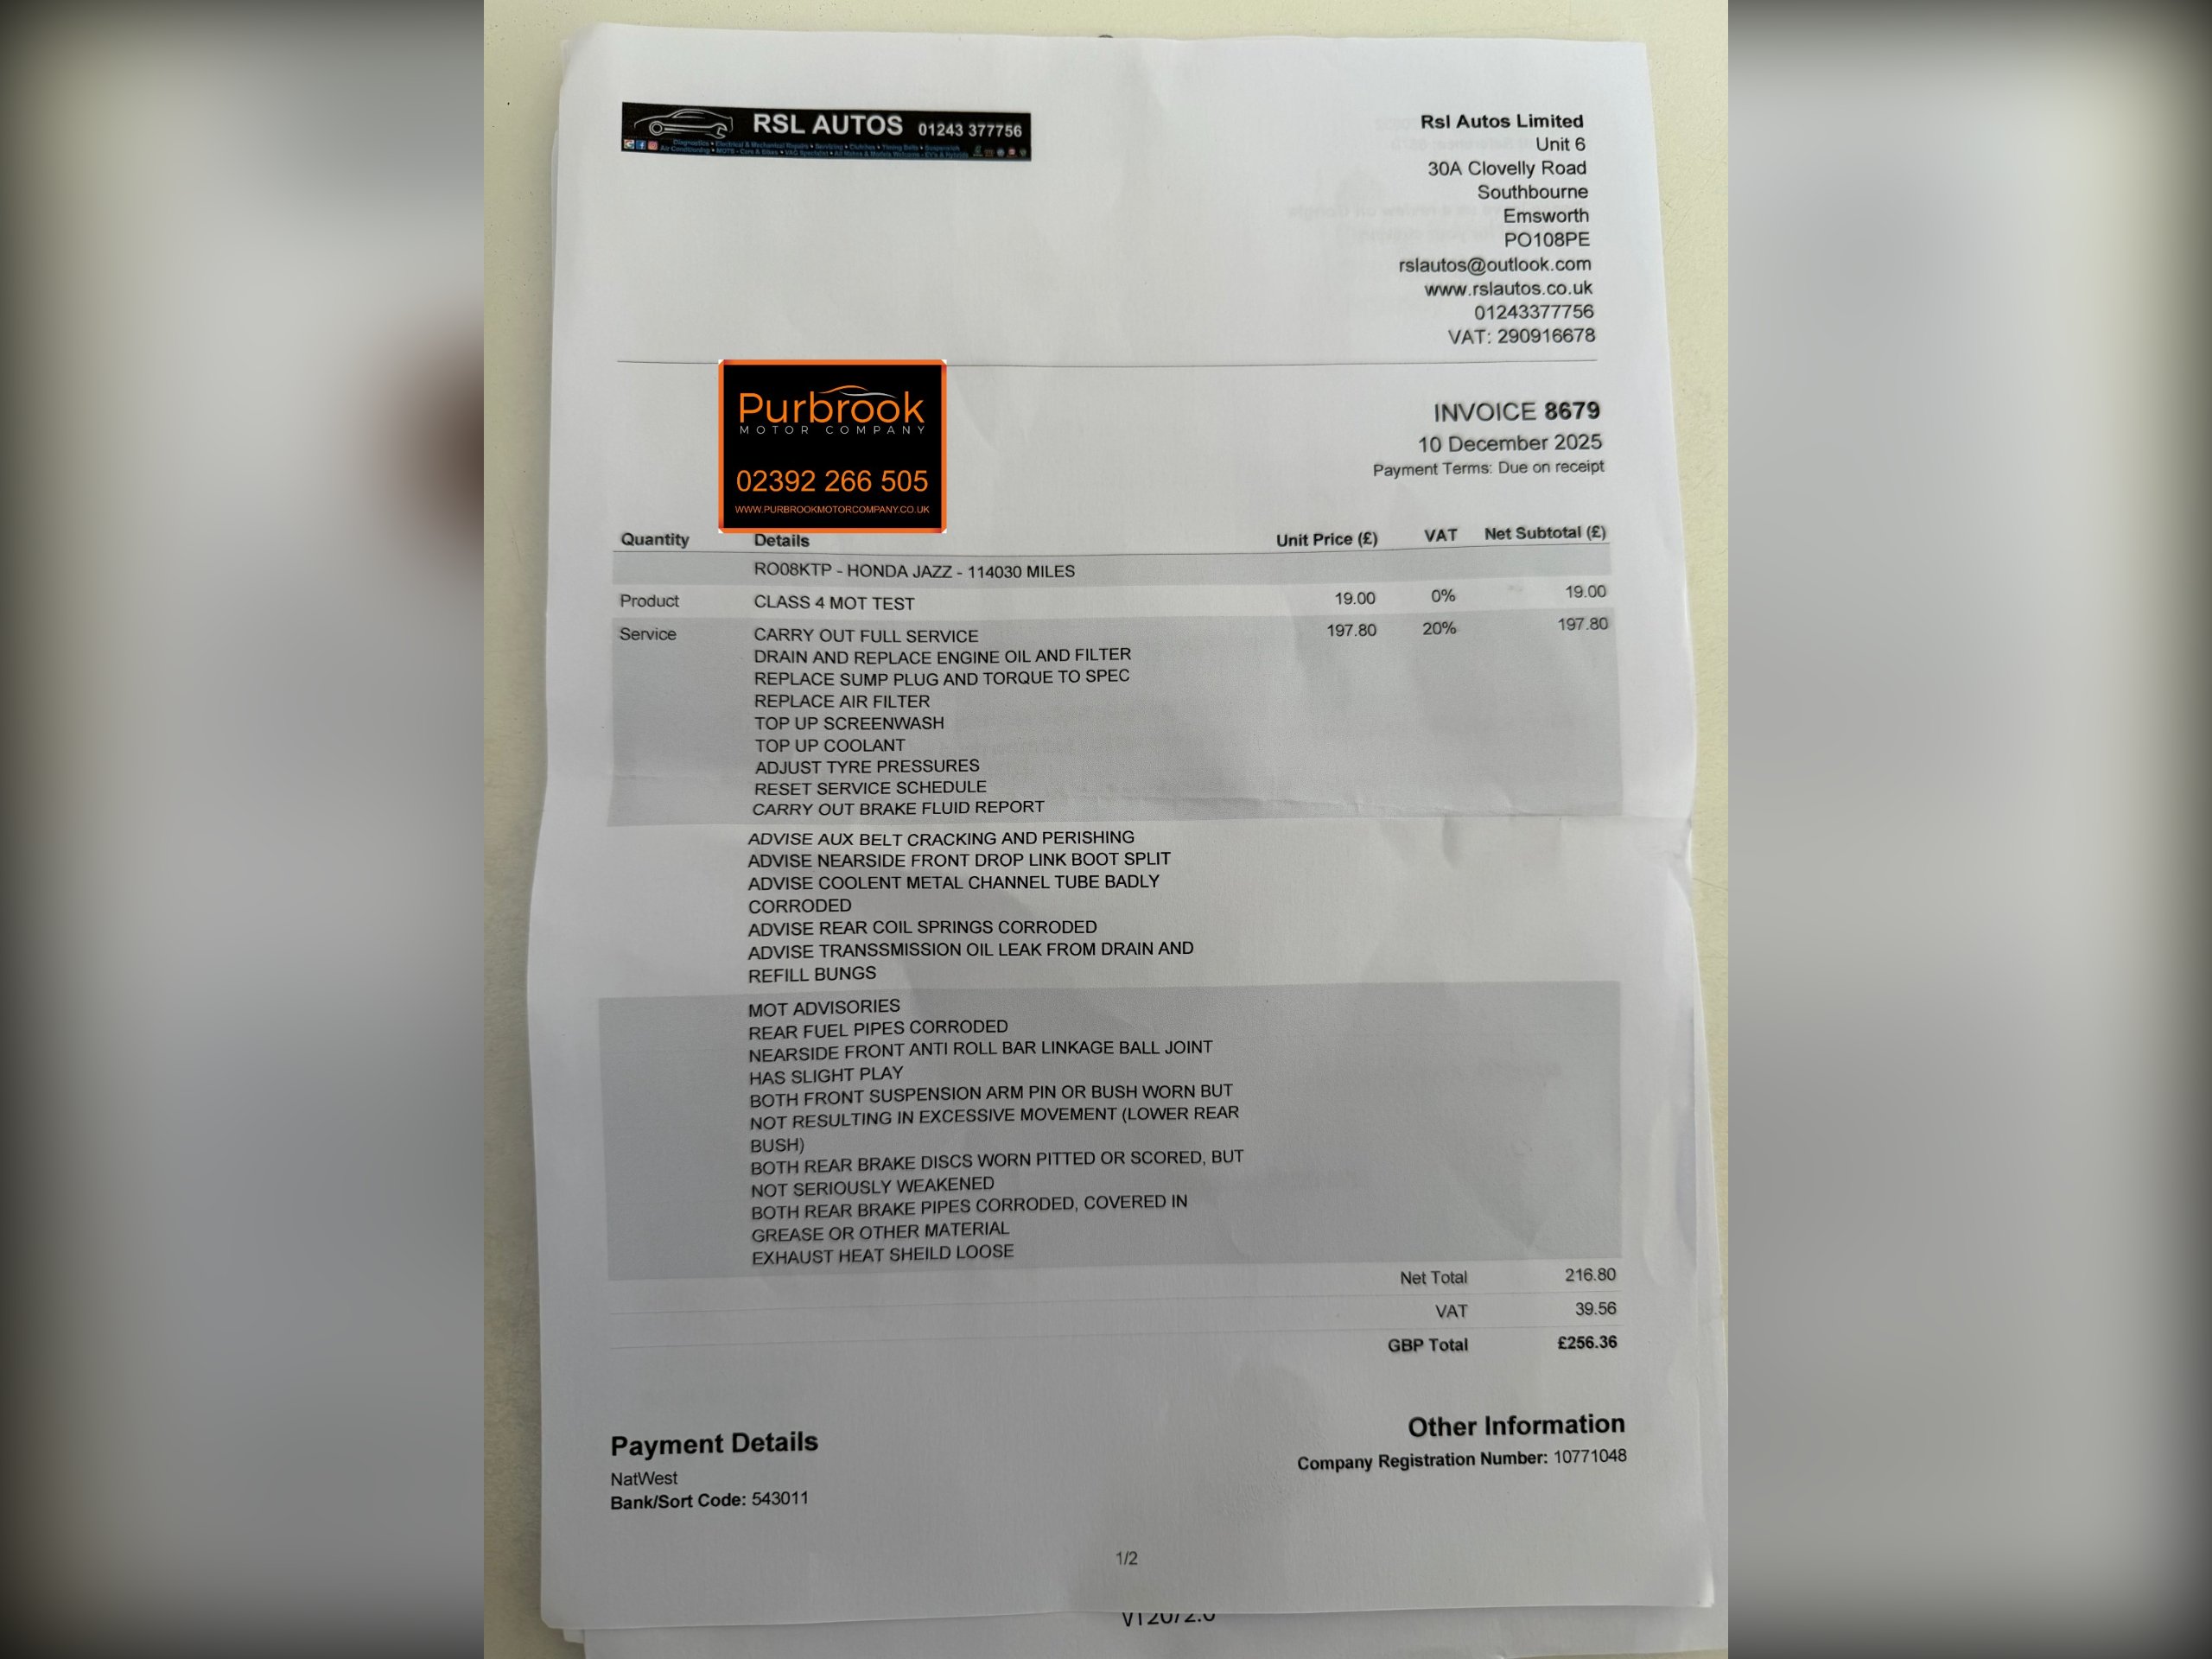 RSL AUTOS 01243 377756
Rsl Autos Limited
Unit 6
30A Clovelly Road
Southbourne
Emsworth
PO108PE
rslautos@outlook.com
www.rslautos.co.uk
01243377756
VAT: 290916678
Purbrook
MOTOR COMPANY
02392 266 505
WWW.PURBROOKMOTORCOMPANY.CO.UK
INVOICE 8679
10 December 2025
Payment Terms: Due on receipt
Quantity Details Unit Price (£) VAT Net Subtotal (£)
RO08KTP - HONDA JAZZ - 114030 MILES
Product CLASS 4 MOT TEST 19.00 0% 19.00
Service CARRY OUT FULL SERVICE 197.80 20% 197.80
DRAIN AND REPLACE ENGINE OIL AND FILTER
REPLACE SUMP PLUG AND TORQUE TO SPEC
REPLACE AIR FILTER
TOP UP SCREENWASH
TOP UP COOLANT
ADJUST TYRE PRESSURES
RESET SERVICE SCHEDULE
CARRY OUT BRAKE FLUID REPORT
ADVISE AUX BELT CRACKING AND PERISHING
ADVISE NEARSIDE FRONT DROP LINK BOOT SPLIT
ADVISE COOLENT METAL CHANNEL TUBE BADLY
CORRODED
ADVISE REAR COIL SPRINGS CORRODED
ADVISE TRANSSMISSION OIL LEAK FROM DRAIN AND
REFILL BUNGS
MOT ADVISORIES
REAR FUEL PIPES CORRODED
NEARSIDE FRONT ANTI ROLL BAR LINKAGE BALL JOINT
HAS SLIGHT PLAY
BOTH FRONT SUSPENSION ARM PIN OR BUSH WORN BUT
NOT RESULTING IN EXCESSIVE MOVEMENT (LOWER REAR
BUSH)
BOTH REAR BRAKE DISCS WORN PITTED OR SCORED, BUT
NOT SERIOUSLY WEAKENED
BOTH REAR BRAKE PIPES CORRODED, COVERED IN
GREASE OR OTHER MATERIAL
EXHAUST HEAT SHEILD LOOSE
Net Total 216.80
VAT 39.56
GBP Total £256.36
Payment Details
NatWest
Bank/Sort Code: 543011
Other Information
Company Registration Number: 10771048
1/2